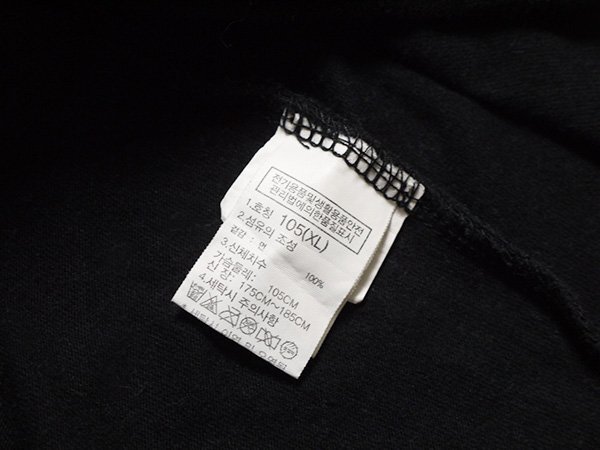 전기용품및생활용품안전
관리법에의한품질표시
1.호칭 105(XL)
2.섬유의 조성
겉감 : 면 100%
3.신체치수
가슴둘레: 105CM
신 장: 175CM~185CM
4.세탁시 주의사항